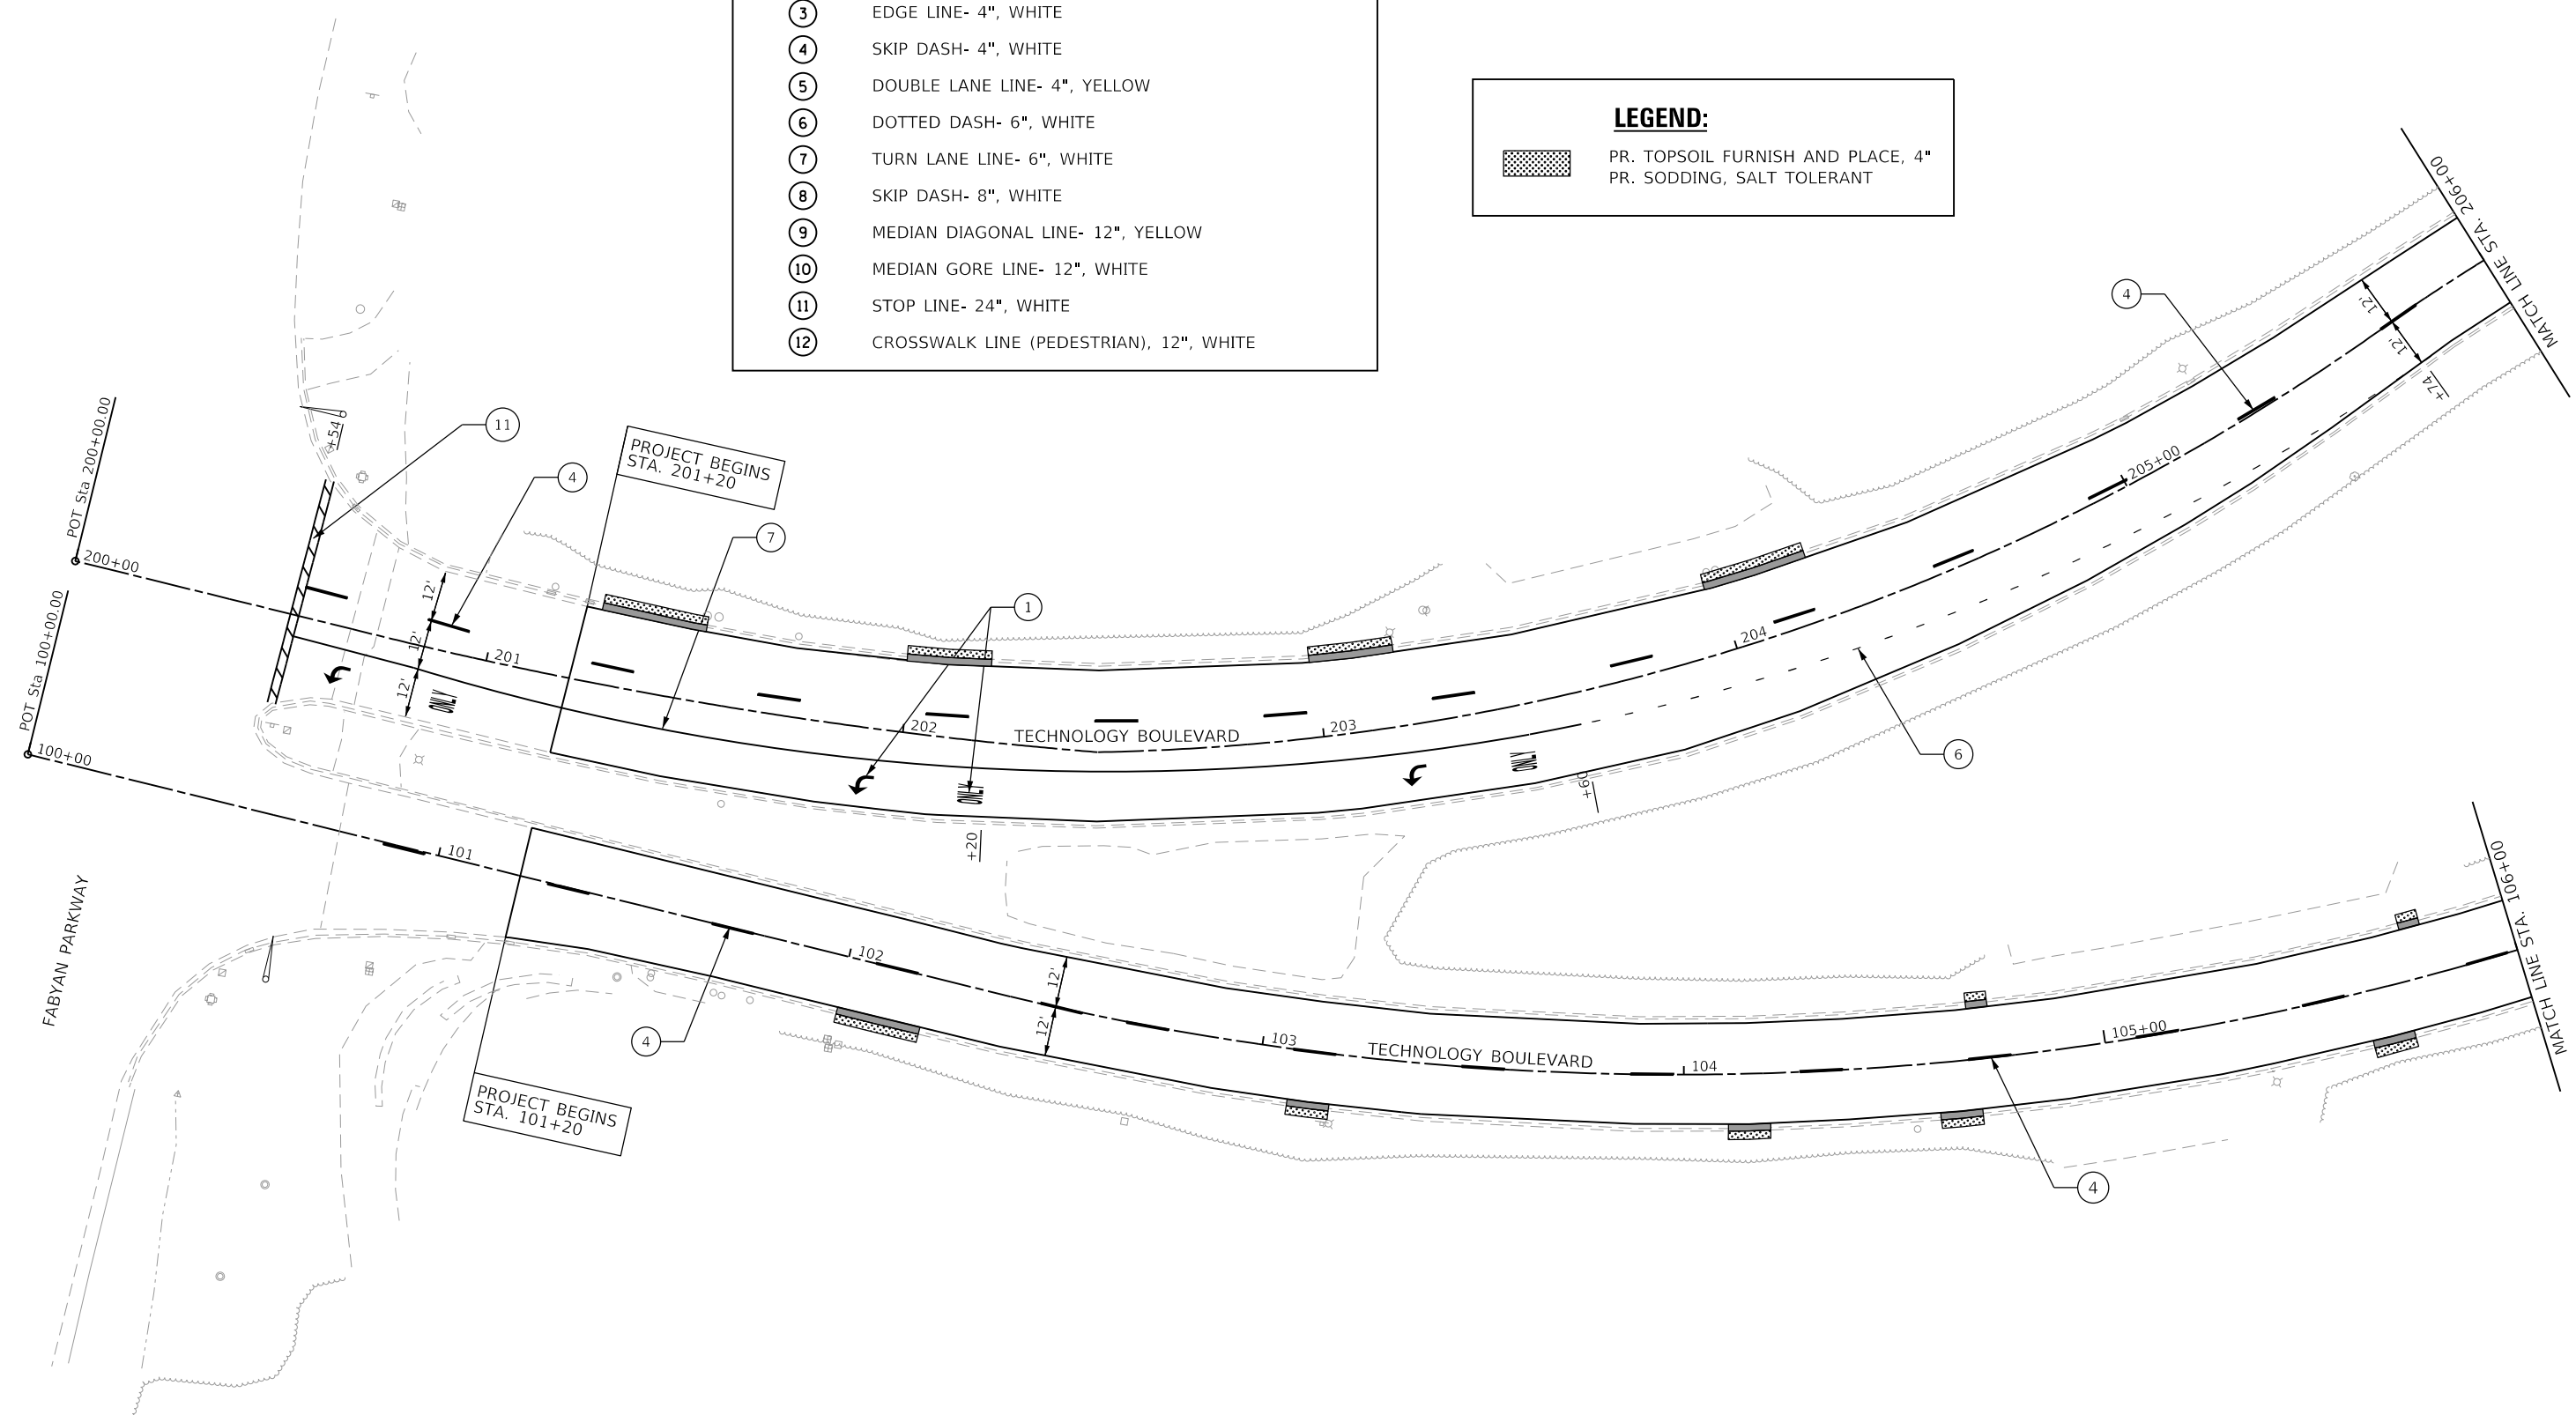 3 EDGE LINE- 4", WHITE
4 SKIP DASH- 4", WHITE
5 DOUBLE LANE LINE- 4", YELLOW
6 DOTTED DASH- 6", WHITE
7 TURN LANE LINE- 6", WHITE
8 SKIP DASH- 8", WHITE
9 MEDIAN DIAGONAL LINE- 12", YELLOW
10 MEDIAN GORE LINE- 12", WHITE
11 STOP LINE- 24", WHITE
12 CROSSWALK LINE (PEDESTRIAN), 12", WHITE
LEGEND:
PR. TOPSOIL FURNISH AND PLACE, 4"
PR. SODDING, SALT TOLERANT
MATCH LINE STA. 206+00
4
12'
12'
+74
POT Sta 200+00.00
200+00
+54
11
4
PROJECT BEGINS
STA. 201+20
7
1
12'
12'
12'
201
ONLY
202
TECHNOLOGY BOULEVARD
203
204
205+00
ONLY
ONLY
+20
+60
6
POT Sta 100+00.00
100+00
101
FABYAN PARKWAY
PROJECT BEGINS
STA. 101+20
4
102
12'
12'
103
TECHNOLOGY BOULEVARD
104
105+00
4
MATCH LINE STA. 106+00